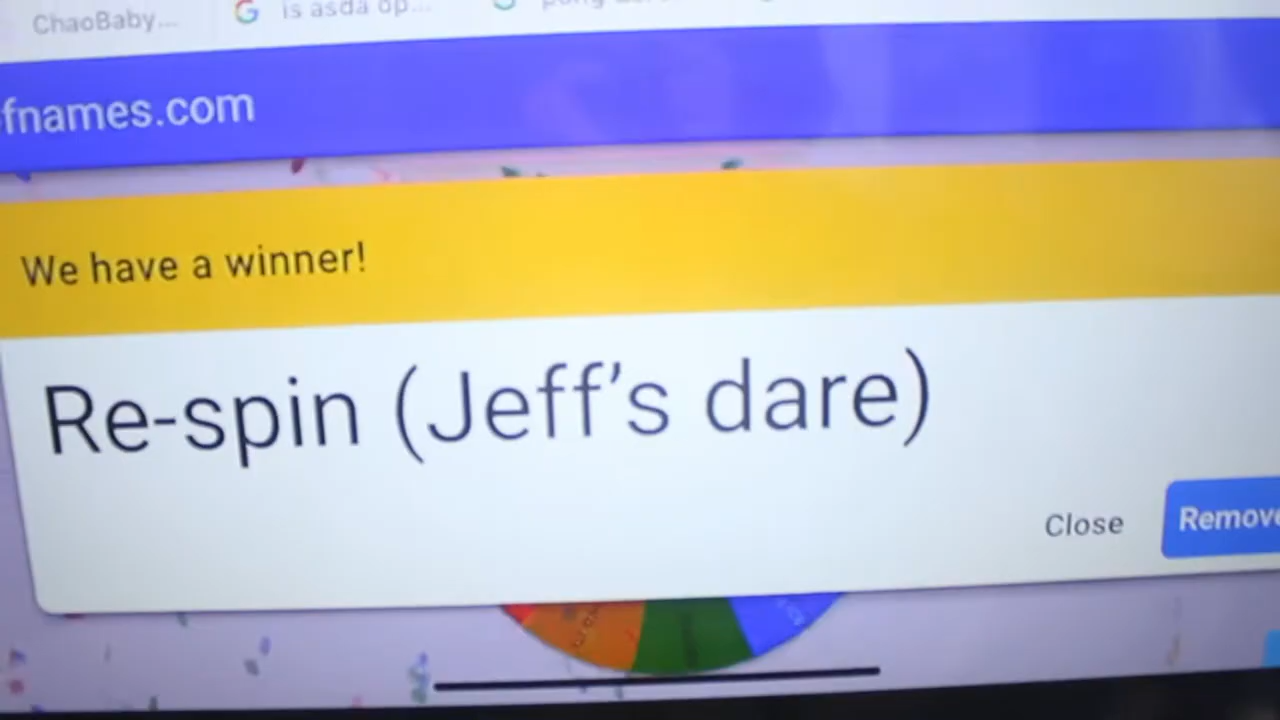 ChaoBaby...
is asda op...
fnames.com
We have a winner!
Re-spin (Jeff's dare)
Close
Remove